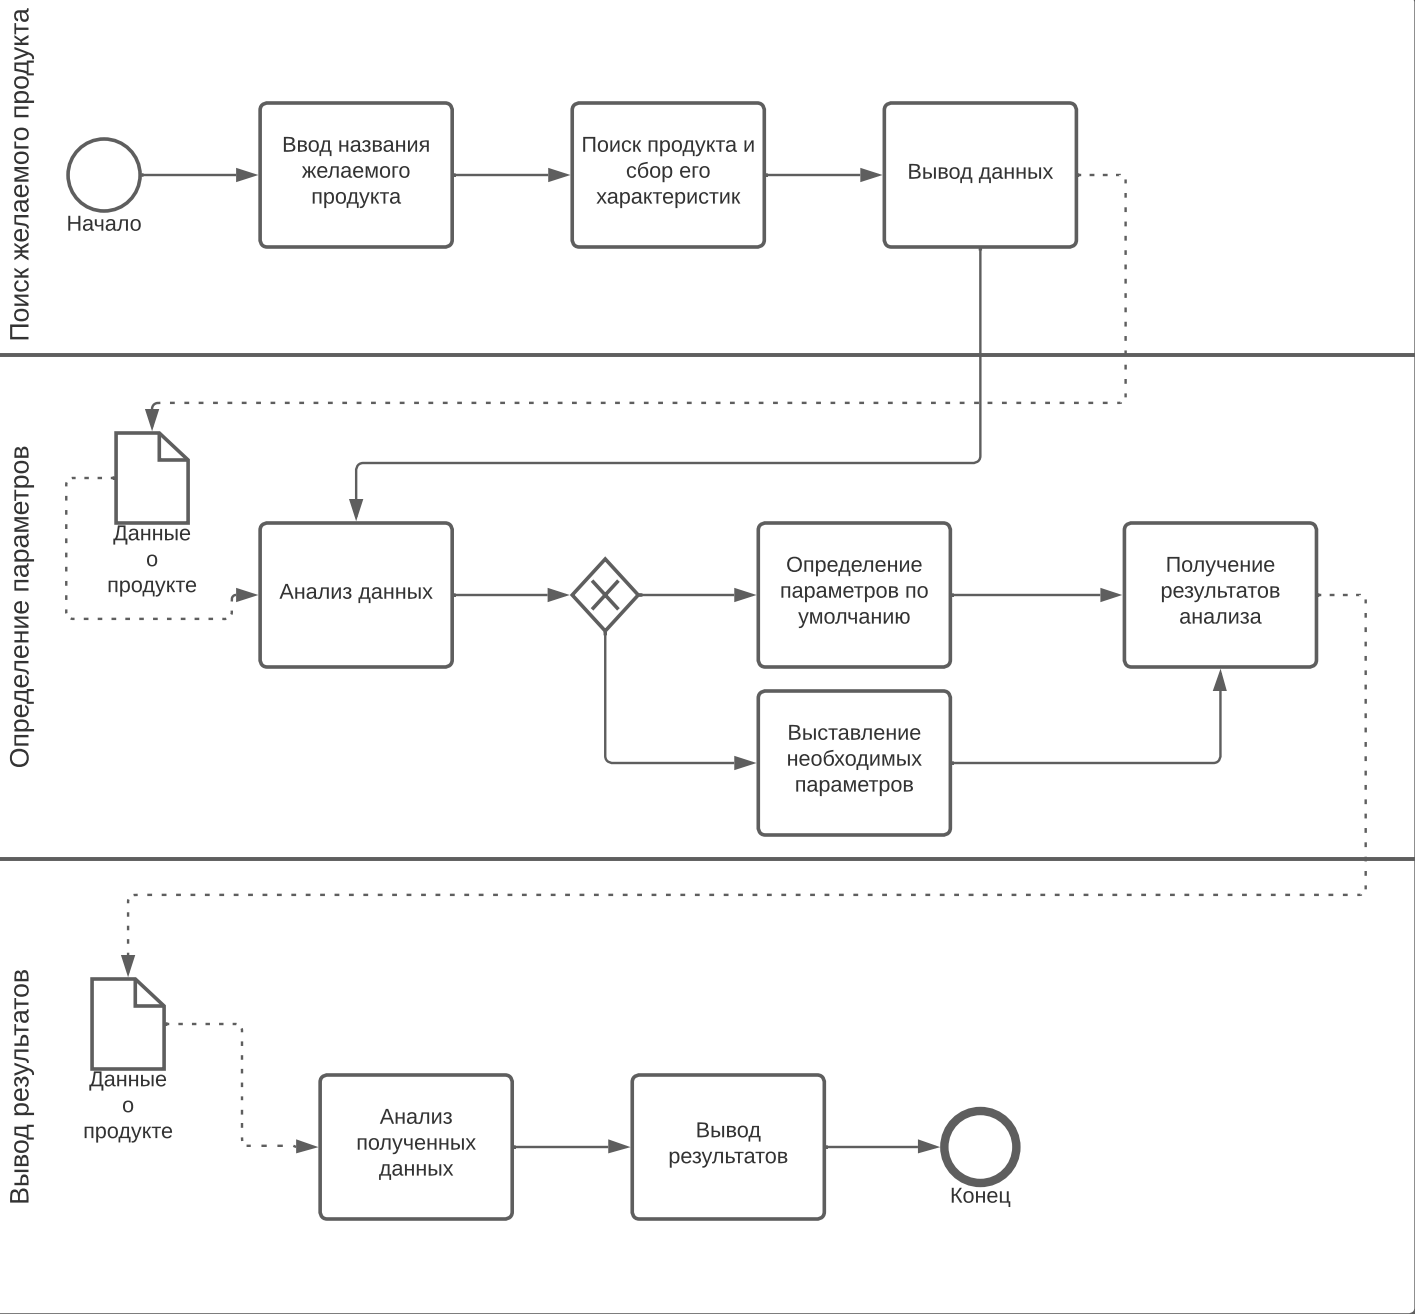 Поиск желаемого продукта
Начало
Ввод названия
желаемого
продукта
Поиск продукта и
сбор его
характеристик
Вывод данных
Определение параметров
Данные
о
продукте
Анализ данных
Определение
параметров по
умолчанию
Получение
результатов
анализа
Выставление
необходимых
параметров
Вывод результатов
Данные
о
продукте
Анализ
полученных
данных
Вывод
результатов
Конец